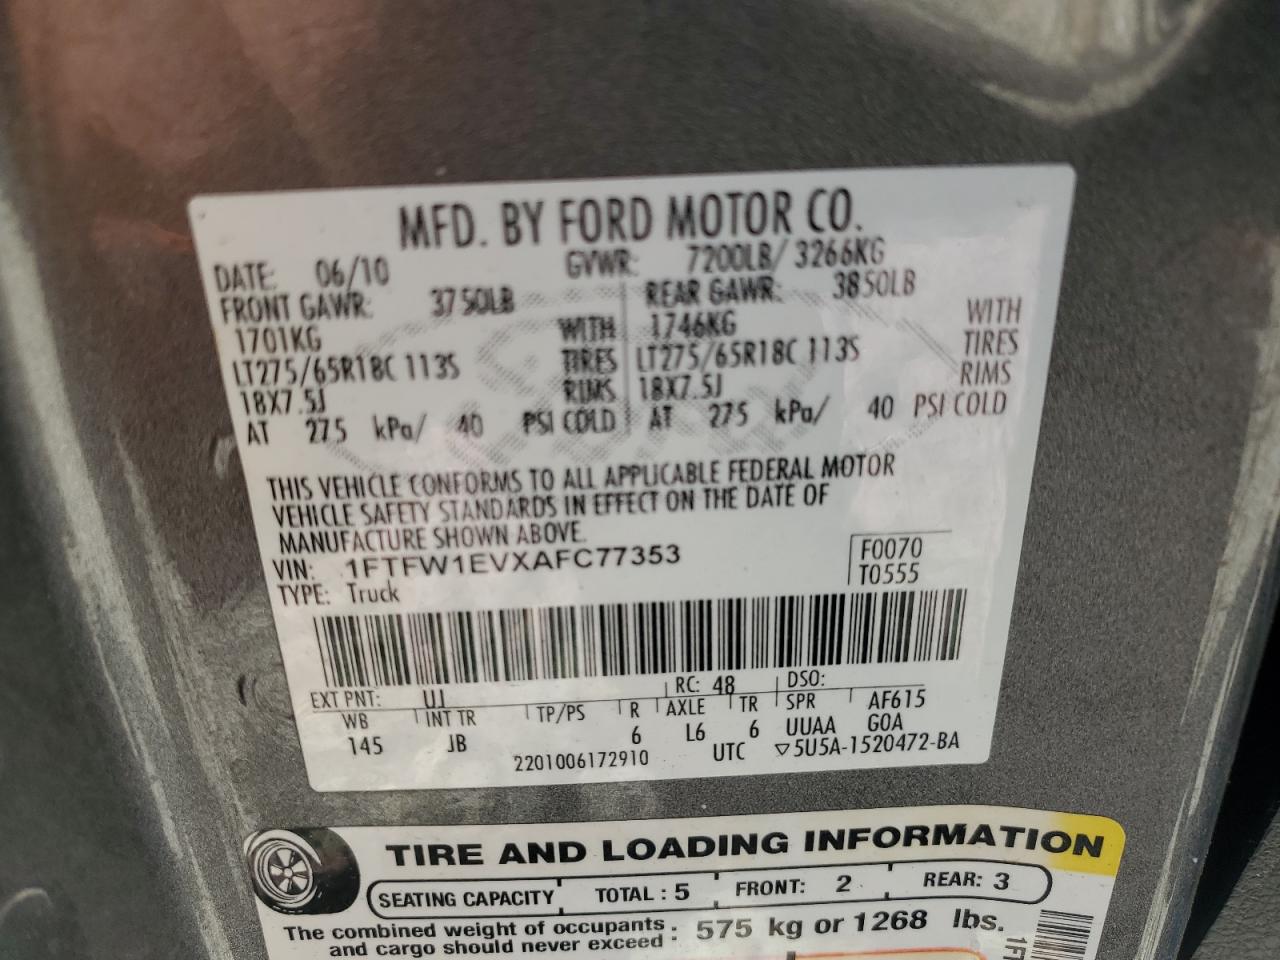 MFD. BY FORD MOTOR CO.
DATE: 06/10 GVWR: 7200LB/ 3266KG
FRONT GAWR: 3750LB REAR GAWR: 3850LB
1701KG WITH 1746KG WITH
LT275/65R18C 113S TIRES LT275/65R18C 113S TIRES
18X7.5J RIMS 18X7.5J RIMS
AT 275 kPa/ 40 PSI COLD AT 275 kPa/ 40 PSI COLD
THIS VEHICLE CONFORMS TO ALL APPLICABLE FEDERAL MOTOR
VEHICLE SAFETY STANDARDS IN EFFECT ON THE DATE OF
MANUFACTURE SHOWN ABOVE.
VIN: 1FTFW1EVXAFC77353 F0070
TYPE: Truck T0555
EXT PNT: UJ RC: 48 DSO:
WB INT TR TP/PS R AXLE TR SPR AF615
145 JB 6 L6 6 UUAA G0A
2201006172910 UTC ▽5U5A-1520472-BA
TIRE AND LOADING INFORMATION
SEATING CAPACITY TOTAL : 5 FRONT: 2 REAR: 3
The combined weight of occupants : 575 kg or 1268 lbs.
and cargo should never exceed
1FT